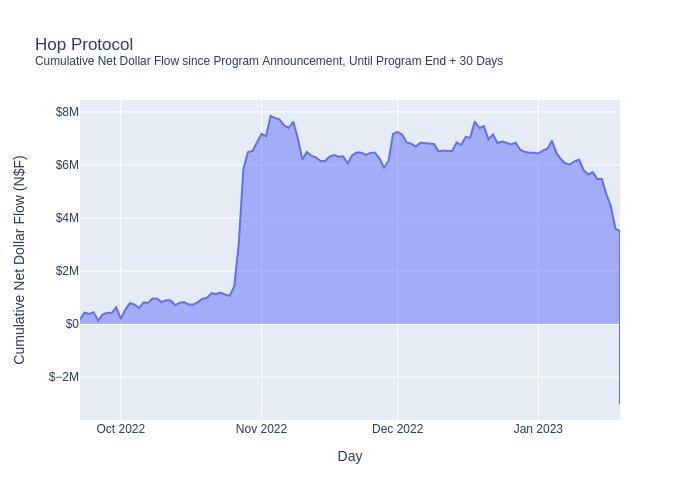 Hop Protocol
Cumulative Net Dollar Flow since Program Announcement, Until Program End + 30 Days
Cumulative Net Dollar Flow (N$F)
$8M
$6M
$4M
$2M
$0
$−2M
Oct 2022
Nov 2022
Dec 2022
Jan 2023
Day